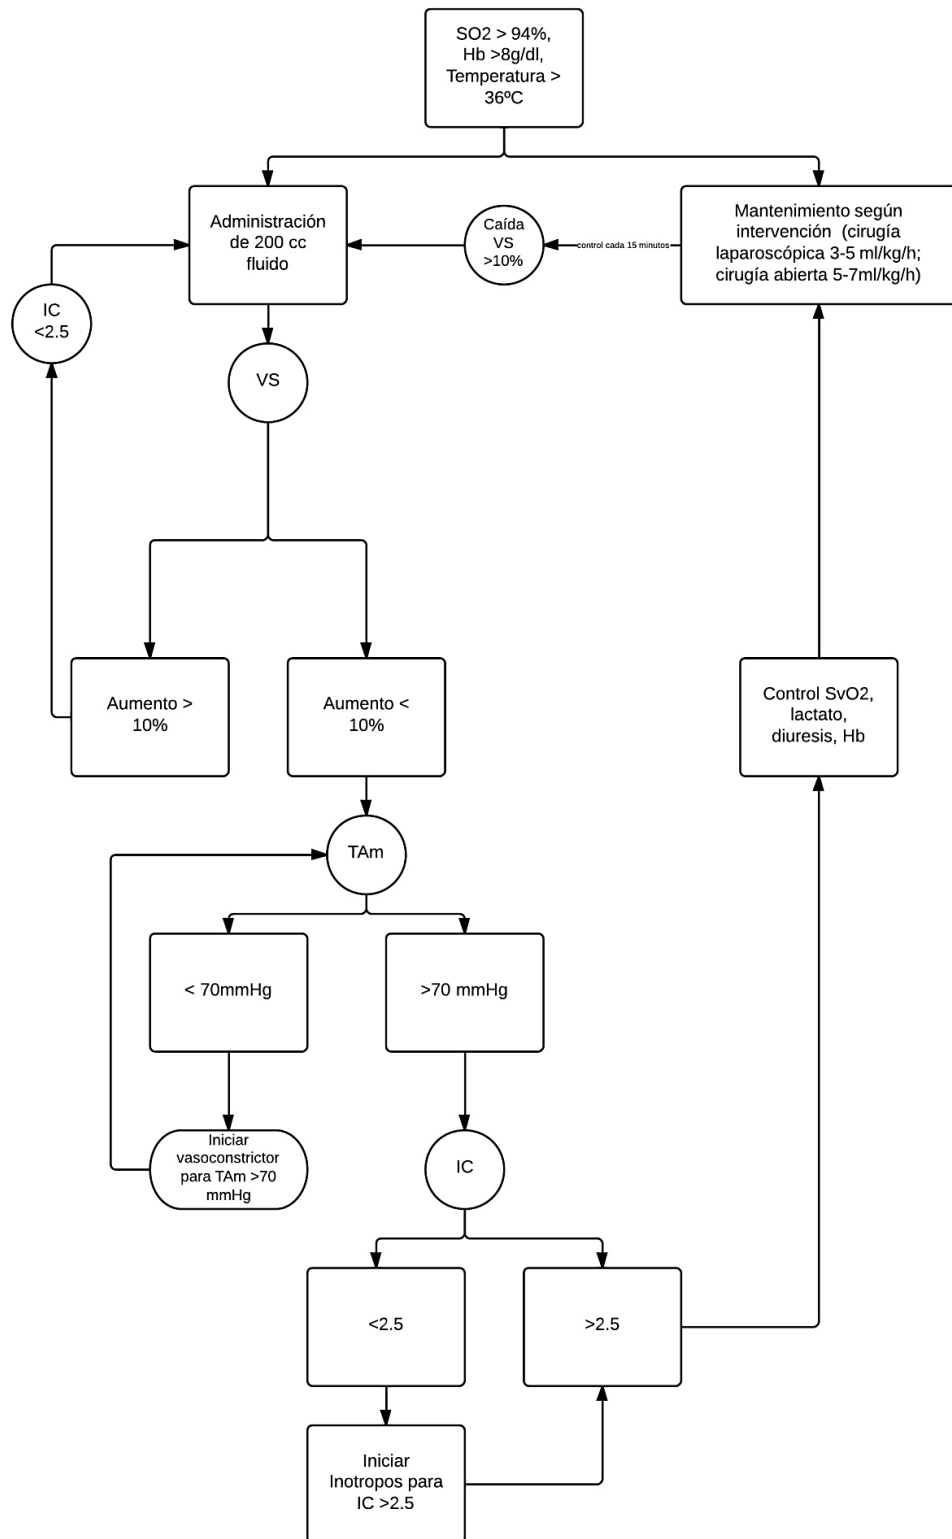 SO2 > 94%,
Hb >8g/dl,
Temperatura >
36ºC
Administración
de 200 cc
fluido
Caída
VS
>10%
control cada 15 minutos
Mantenimiento según
intervención (cirugía
laparoscópica 3-5 ml/kg/h;
cirugía abierta 5-7ml/kg/h)
IC
<2.5
VS
Aumento >
10%
Aumento <
10%
Control SvO2,
lactato,
diuresis, Hb
TAm
< 70mmHg
>70 mmHg
Iniciar
vasoconstrictor
para TAm >70
mmHg
IC
<2.5
>2.5
Iniciar
Inotropos para
IC >2.5